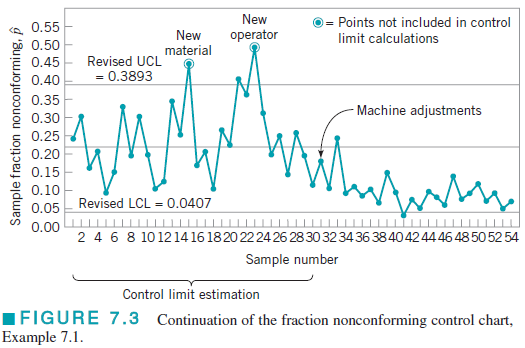 New
material
New
operator
= Points not included in control
limit calculations
Revised UCL
= 0.3893
Machine adjustments
Revised LCL = 0.0407
Sample fraction nonconforming, p̂
0.55
0.50
0.45
0.40
0.35
0.30
0.25
0.20
0.15
0.10
0.05
0.00
2 4 6 8 10 12 14 16 18 20 22 24 26 28 30 32 34 36 38 40 42 44 46 48 50 52 54
Sample number
Control limit estimation
FIGURE 7.3 Continuation of the fraction nonconforming control chart,
Example 7.1.